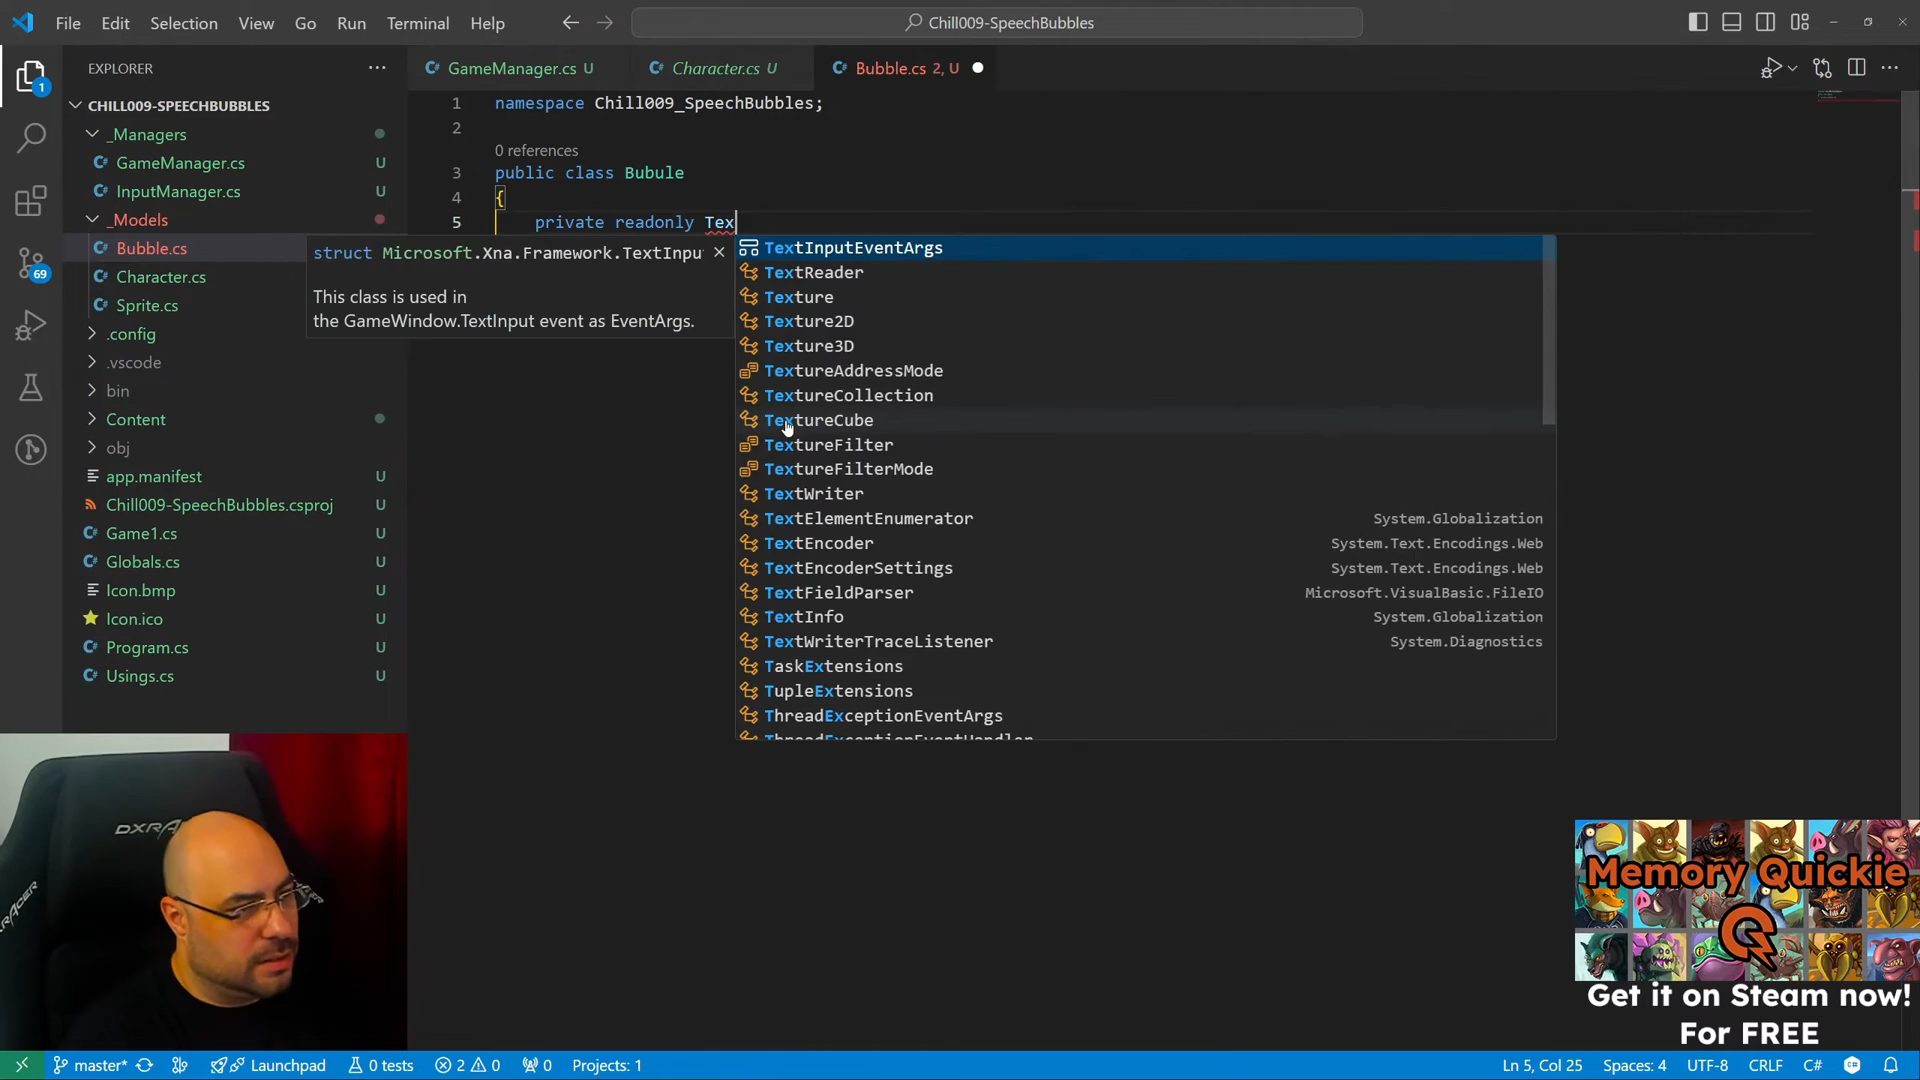 File Edit Selection View Go Run Terminal Help
Chill009-SpeechBubbles
EXPLORER
GameManager.cs U
Character.cs U
Bubble.cs 2, U
CHILL009-SPEECHBUBBLES
_Managers
GameManager.cs U
InputManager.cs U
_Models
Bubble.cs
Character.cs
Sprite.cs
.config
.vscode
bin
Content
obj
app.manifest U
Chill009-SpeechBubbles.csproj U
Game1.cs U
Globals.cs U
Icon.bmp U
Icon.ico U
Program.cs U
Usings.cs U
1
69
1 namespace Chill009_SpeechBubbles;
2
0 references
3 public class Bubule
4 {
5 private readonly Tex
struct Microsoft.Xna.Framework.TextInpu
This class is used in
the GameWindow.TextInput event as EventArgs.
TextInputEventArgs
TextReader
Texture
Texture2D
Texture3D
TextureAddressMode
TextureCollection
TextureCube
TextureFilter
TextureFilterMode
TextWriter
TextElementEnumerator System.Globalization
TextEncoder System.Text.Encodings.Web
TextEncoderSettings System.Text.Encodings.Web
TextFieldParser Microsoft.VisualBasic.FileIO
TextInfo System.Globalization
TextWriterTraceListener System.Diagnostics
TaskExtensions
TupleExtensions
ThreadExceptionEventArgs
ThreadExceptionEventHandler
DXRACER
Memory Quickie
Get it on Steam now!
For FREE
master* Launchpad 0 tests 2 0 0 Projects: 1
Ln 5, Col 25 Spaces: 4 UTF-8 CRLF C#